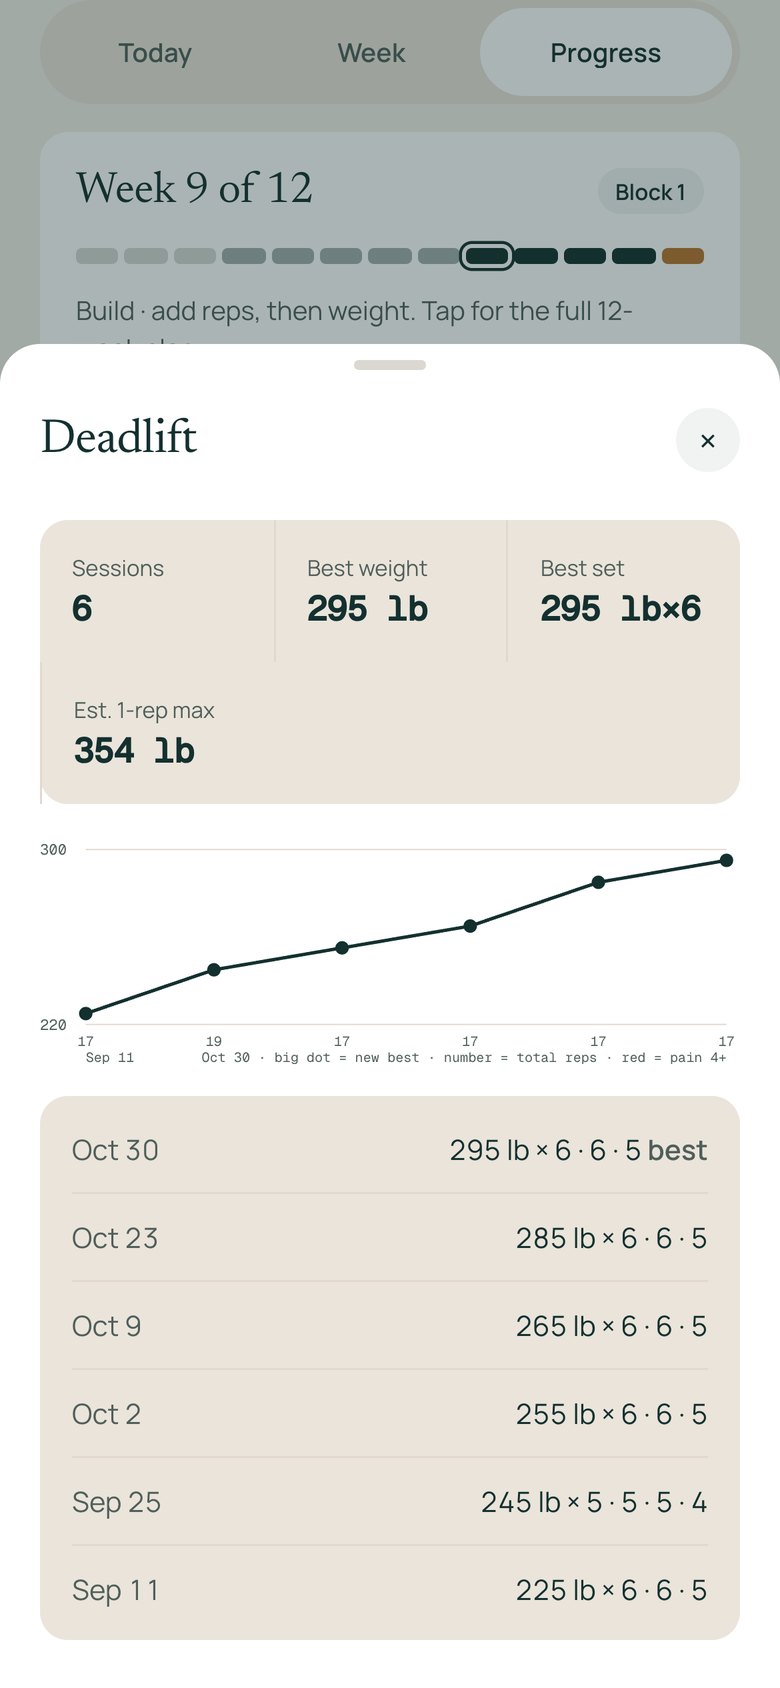 Today Week Progress
Week 9 of 12
Block 1
Build · add reps, then weight. Tap for the full 12-
Deadlift
×
Sessions
6
Best weight
295 lb
Best set
295 lb×6
Est. 1-rep max
354 lb
300
220
17 19 17 17 17 17
Sep 11 Oct 30 · big dot = new best · number = total reps · red = pain 4+
Oct 30 295 lb × 6 · 6 · 5 best
Oct 23 285 lb × 6 · 6 · 5
Oct 9 265 lb × 6 · 6 · 5
Oct 2 255 lb × 6 · 6 · 5
Sep 25 245 lb × 5 · 5 · 5 · 4
Sep 11 225 lb × 6 · 6 · 5